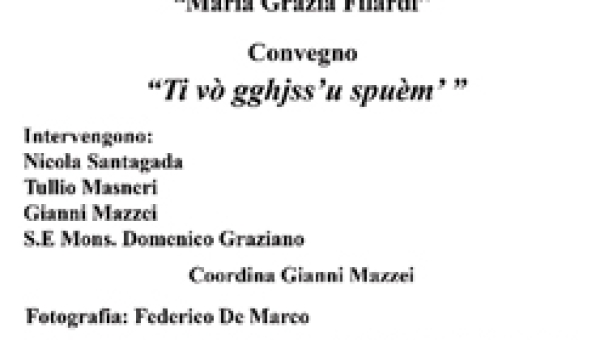 “Maria Grazia Filardi”
Convegno
“Ti vò gghjss’u spuèm’ ”
Intervengono:
Nicola Santagada
Tullio Masneri
Gianni Mazzei
S.E Mons. Domenico Graziano
Coordina Gianni Mazzei
Fotografia: Federico De Marco